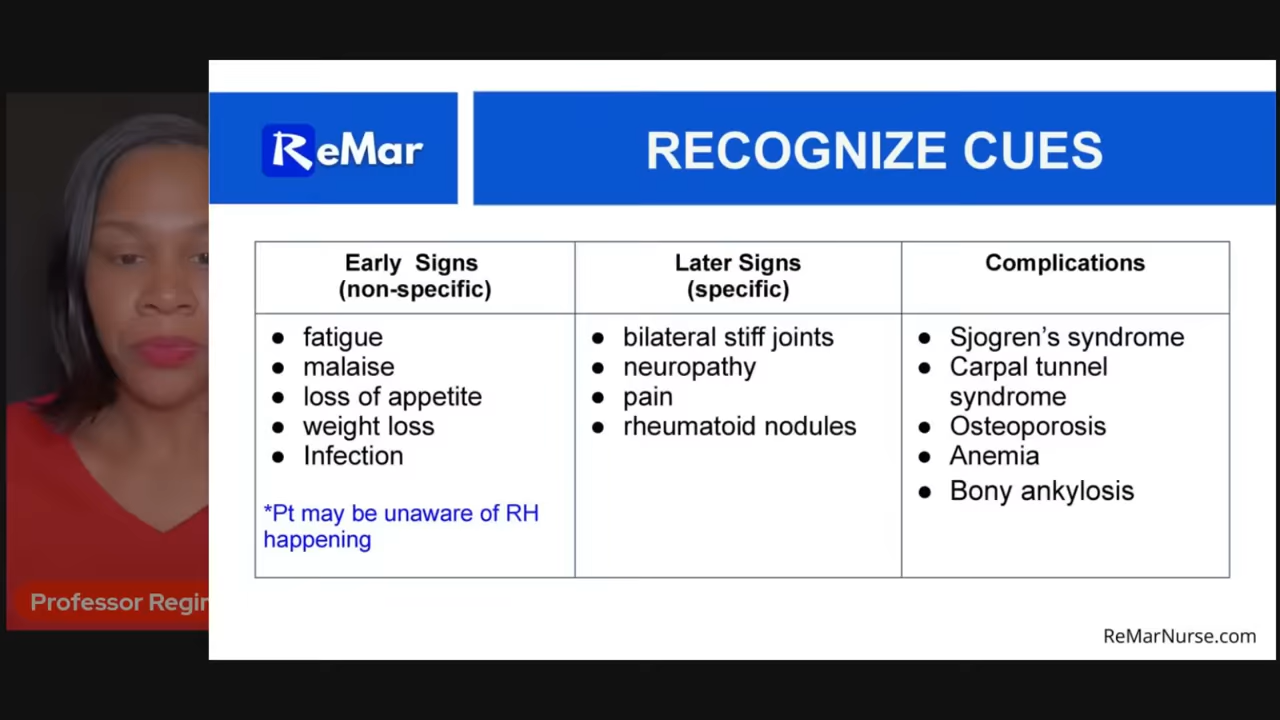 ReMar
RECOGNIZE CUES
Early Signs
(non-specific)
Later Signs
(specific)
Complications
● fatigue
● malaise
● loss of appetite
● weight loss
● Infection
*Pt may be unaware of RH
happening
● bilateral stiff joints
● neuropathy
● pain
● rheumatoid nodules
● Sjogren’s syndrome
● Carpal tunnel
syndrome
● Osteoporosis
● Anemia
● Bony ankylosis
Professor Regin
ReMarNurse.com